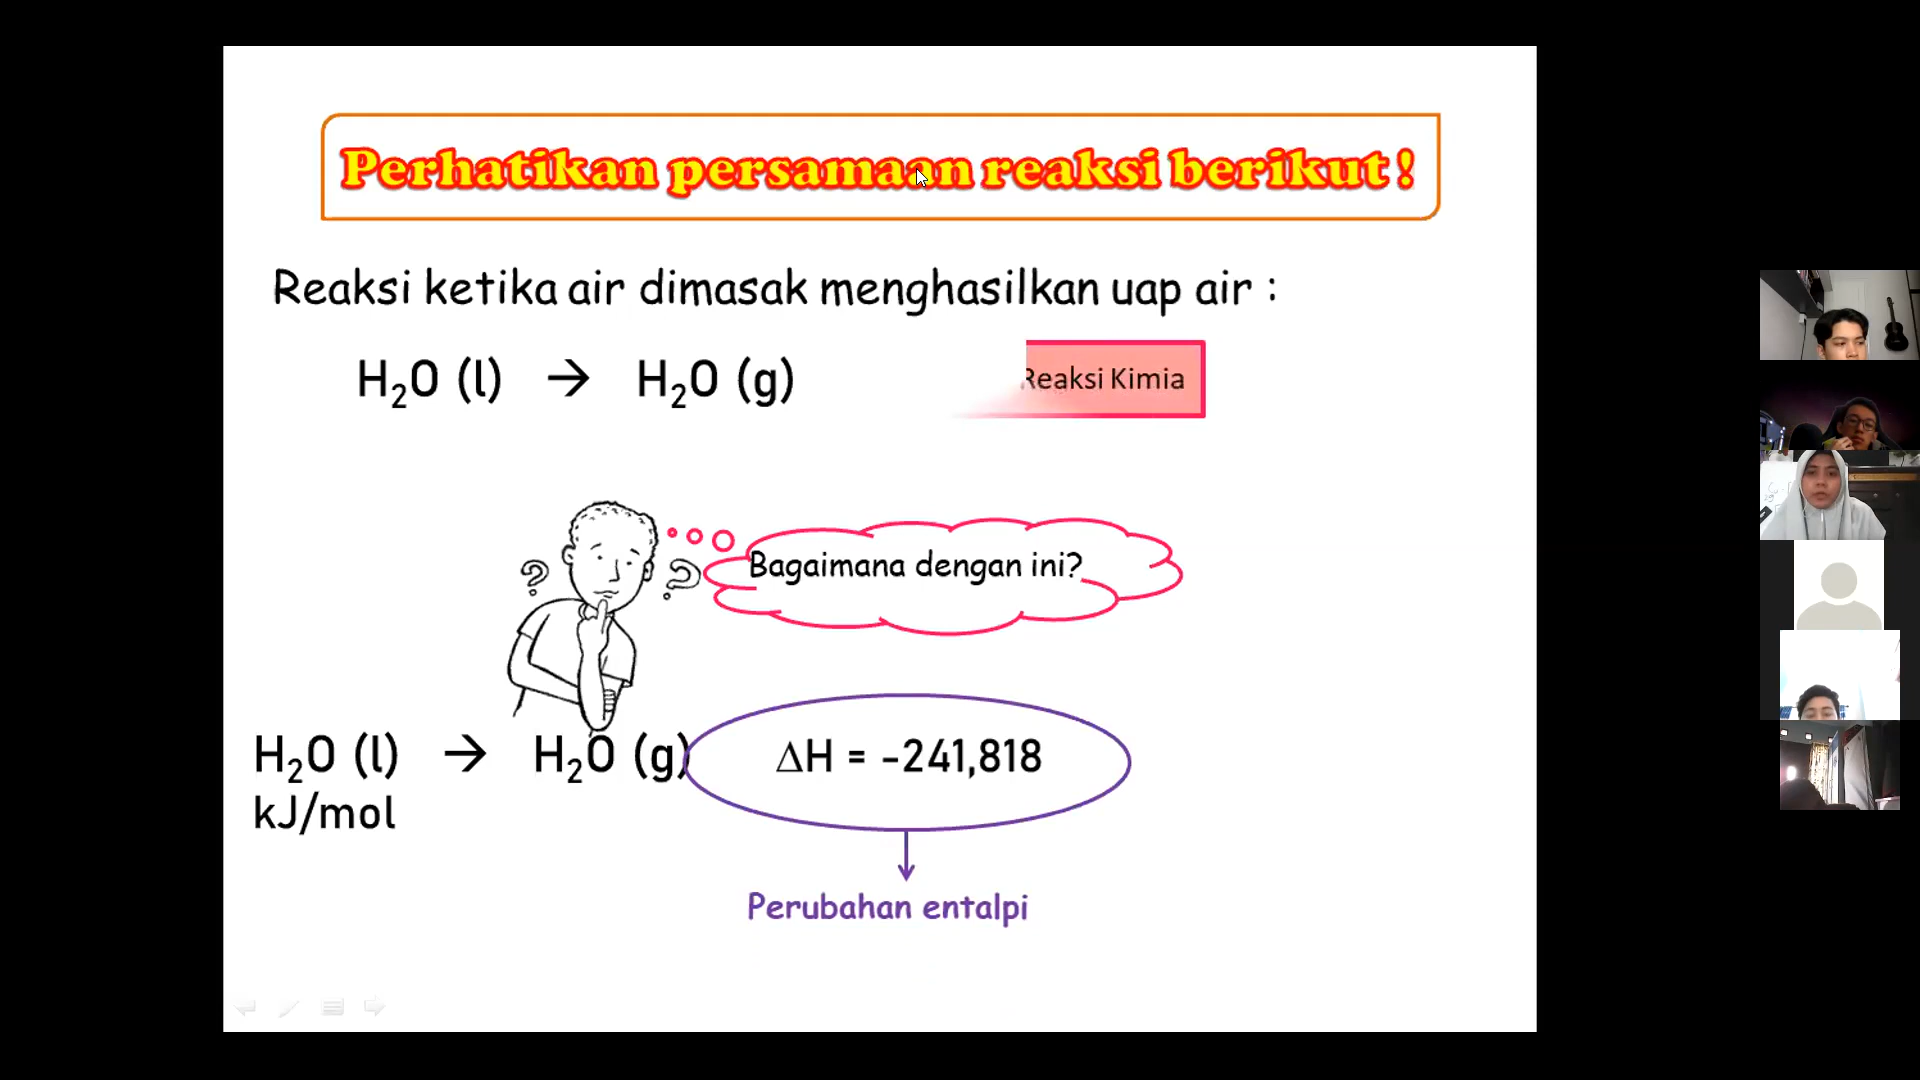 Perhatikan persamaan reaksi berikut !
Reaksi ketika air dimasak menghasilkan uap air :
H₂O (l) → H₂O (g)
Reaksi Kimia
? ?
Bagaimana dengan ini?
H₂O (l) → H₂O (g) ΔH = -241,818
kJ/mol
Perubahan entalpi